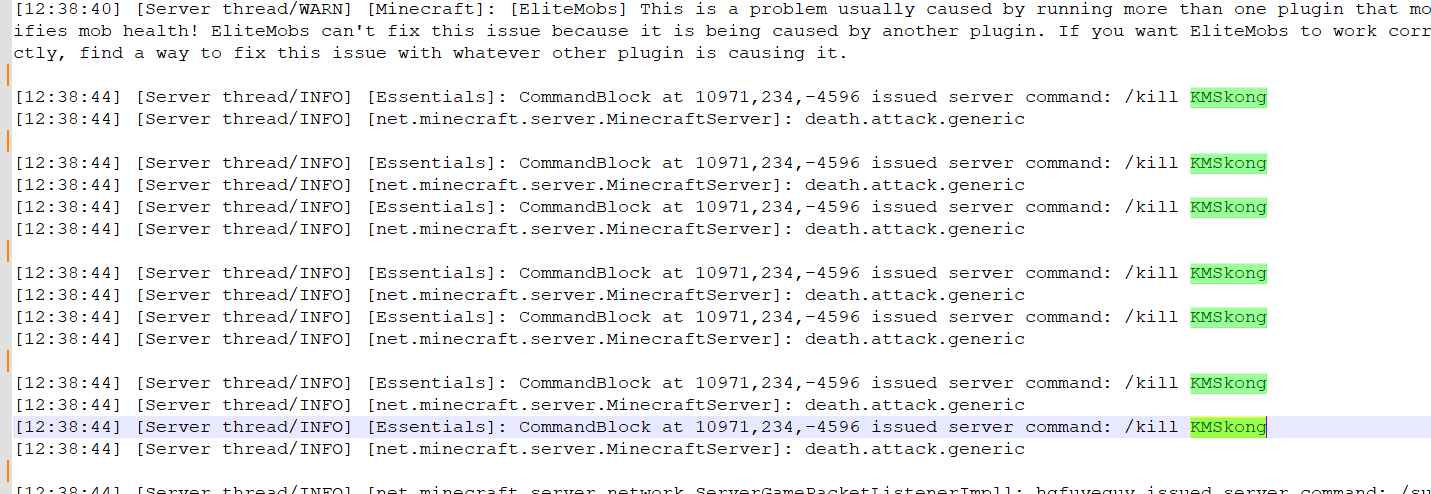 [12:38:40] [Server thread/WARN] [Minecraft]: [EliteMobs] This is a problem usually caused by running more than one plugin that mo
ifies mob health! EliteMobs can't fix this issue because it is being caused by another plugin. If you want EliteMobs to work corr
ctly, find a way to fix this issue with whatever other plugin is causing it.
[12:38:44] [Server thread/INFO] [Essentials]: CommandBlock at 10971,234,-4596 issued server command: /kill KMSkong
[12:38:44] [Server thread/INFO] [net.minecraft.server.MinecraftServer]: death.attack.generic
[12:38:44] [Server thread/INFO] [Essentials]: CommandBlock at 10971,234,-4596 issued server command: /kill KMSkong
[12:38:44] [Server thread/INFO] [net.minecraft.server.MinecraftServer]: death.attack.generic
[12:38:44] [Server thread/INFO] [Essentials]: CommandBlock at 10971,234,-4596 issued server command: /kill KMSkong
[12:38:44] [Server thread/INFO] [net.minecraft.server.MinecraftServer]: death.attack.generic
[12:38:44] [Server thread/INFO] [Essentials]: CommandBlock at 10971,234,-4596 issued server command: /kill KMSkong
[12:38:44] [Server thread/INFO] [net.minecraft.server.MinecraftServer]: death.attack.generic
[12:38:44] [Server thread/INFO] [Essentials]: CommandBlock at 10971,234,-4596 issued server command: /kill KMSkong
[12:38:44] [Server thread/INFO] [net.minecraft.server.MinecraftServer]: death.attack.generic
[12:38:44] [Server thread/INFO] [Essentials]: CommandBlock at 10971,234,-4596 issued server command: /kill KMSkong
[12:38:44] [Server thread/INFO] [net.minecraft.server.MinecraftServer]: death.attack.generic
[12:38:44] [Server thread/INFO] [Essentials]: CommandBlock at 10971,234,-4596 issued server command: /kill KMSkong
[12:38:44] [Server thread/INFO] [net.minecraft.server.MinecraftServer]: death.attack.generic
[12:38:44] [Server thread/INFO] [net.minecraft.server.network.ServerGamePacketListenerImpl]: issued server command: